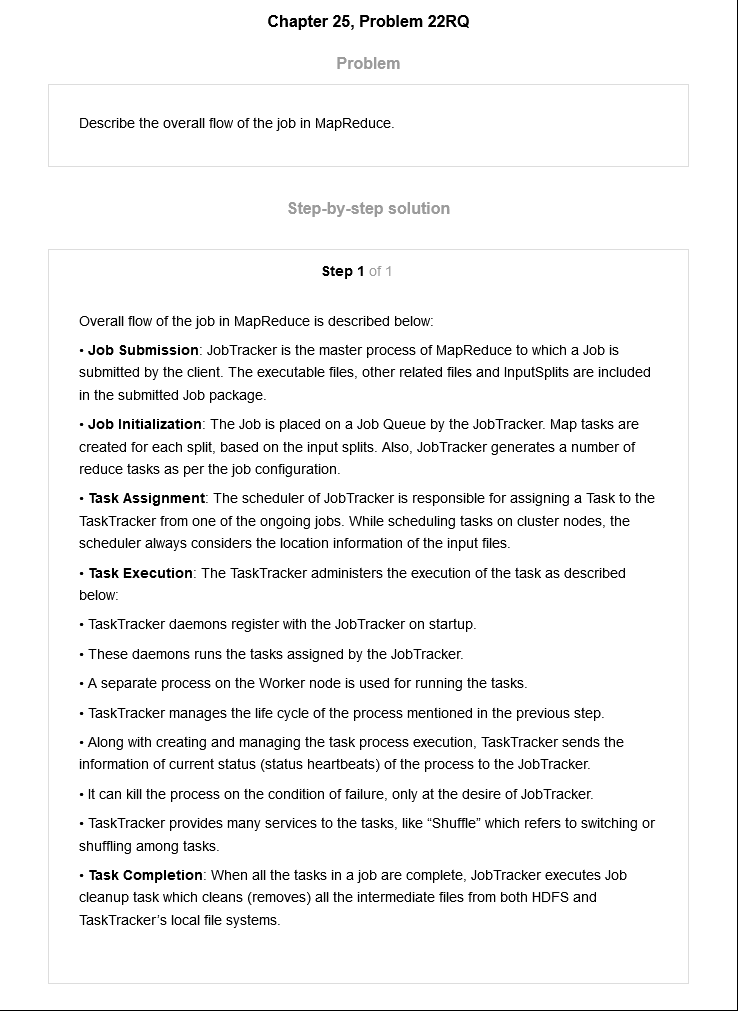 Chapter 25, Problem 22RQ
Problem
Describe the overall flow of the job in MapReduce.
Step-by-step solution
Step 1 of 1
Overall flow of the job in MapReduce is described below:
• Job Submission: JobTracker is the master process of MapReduce to which a Job is
submitted by the client. The executable files, other related files and InputSplits are included
in the submitted Job package.
• Job Initialization: The Job is placed on a Job Queue by the JobTracker. Map tasks are
created for each split, based on the input splits. Also, JobTracker generates a number of
reduce tasks as per the job configuration.
• Task Assignment: The scheduler of JobTracker is responsible for assigning a Task to the
TaskTracker from one of the ongoing jobs. While scheduling tasks on cluster nodes, the
scheduler always considers the location information of the input files.
• Task Execution: The TaskTracker administers the execution of the task as described
below:
• TaskTracker daemons register with the JobTracker on startup.
• These daemons runs the tasks assigned by the JobTracker.
• A separate process on the Worker node is used for running the tasks.
• TaskTracker manages the life cycle of the process mentioned in the previous step.
• Along with creating and managing the task process execution, TaskTracker sends the
information of current status (status heartbeats) of the process to the JobTracker.
• It can kill the process on the condition of failure, only at the desire of JobTracker.
• TaskTracker provides many services to the tasks, like “Shuffle” which refers to switching or
shuffling among tasks.
• Task Completion: When all the tasks in a job are complete, JobTracker executes Job
cleanup task which cleans (removes) all the intermediate files from both HDFS and
TaskTracker’s local file systems.